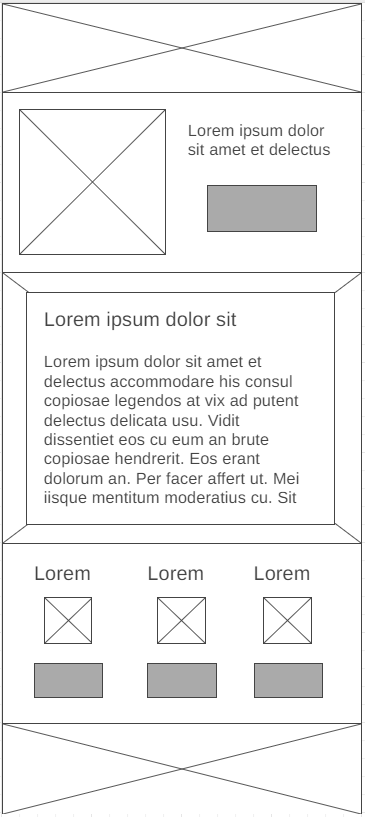 Lorem ipsum dolor
sit amet et delectus
Lorem ipsum dolor sit
Lorem ipsum dolor sit amet et
delectus accommodare his consul
copiosae legendos at vix ad putent
delectus delicata usu. Vidit
dissentiet eos cu eum an brute
copiosae hendrerit. Eos erant
dolorum an. Per facer affert ut. Mei
iisque mentitum moderatius cu. Sit
Lorem
Lorem
Lorem